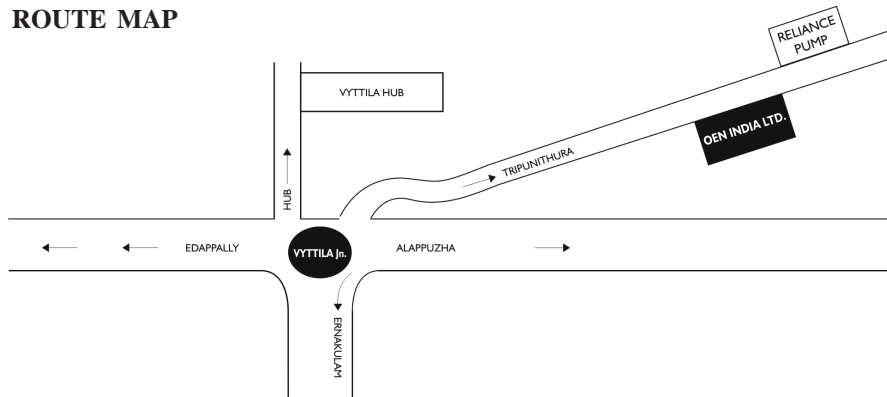 ROUTE MAP
RELIANCE
PUMP
VYTTILA HUB
OEN INDIA LTD.
TRIPUNITHURA
HUB
EDAPPALLY
VYTTILA Jn.
ALAPPUZHA
ERNAKULAM